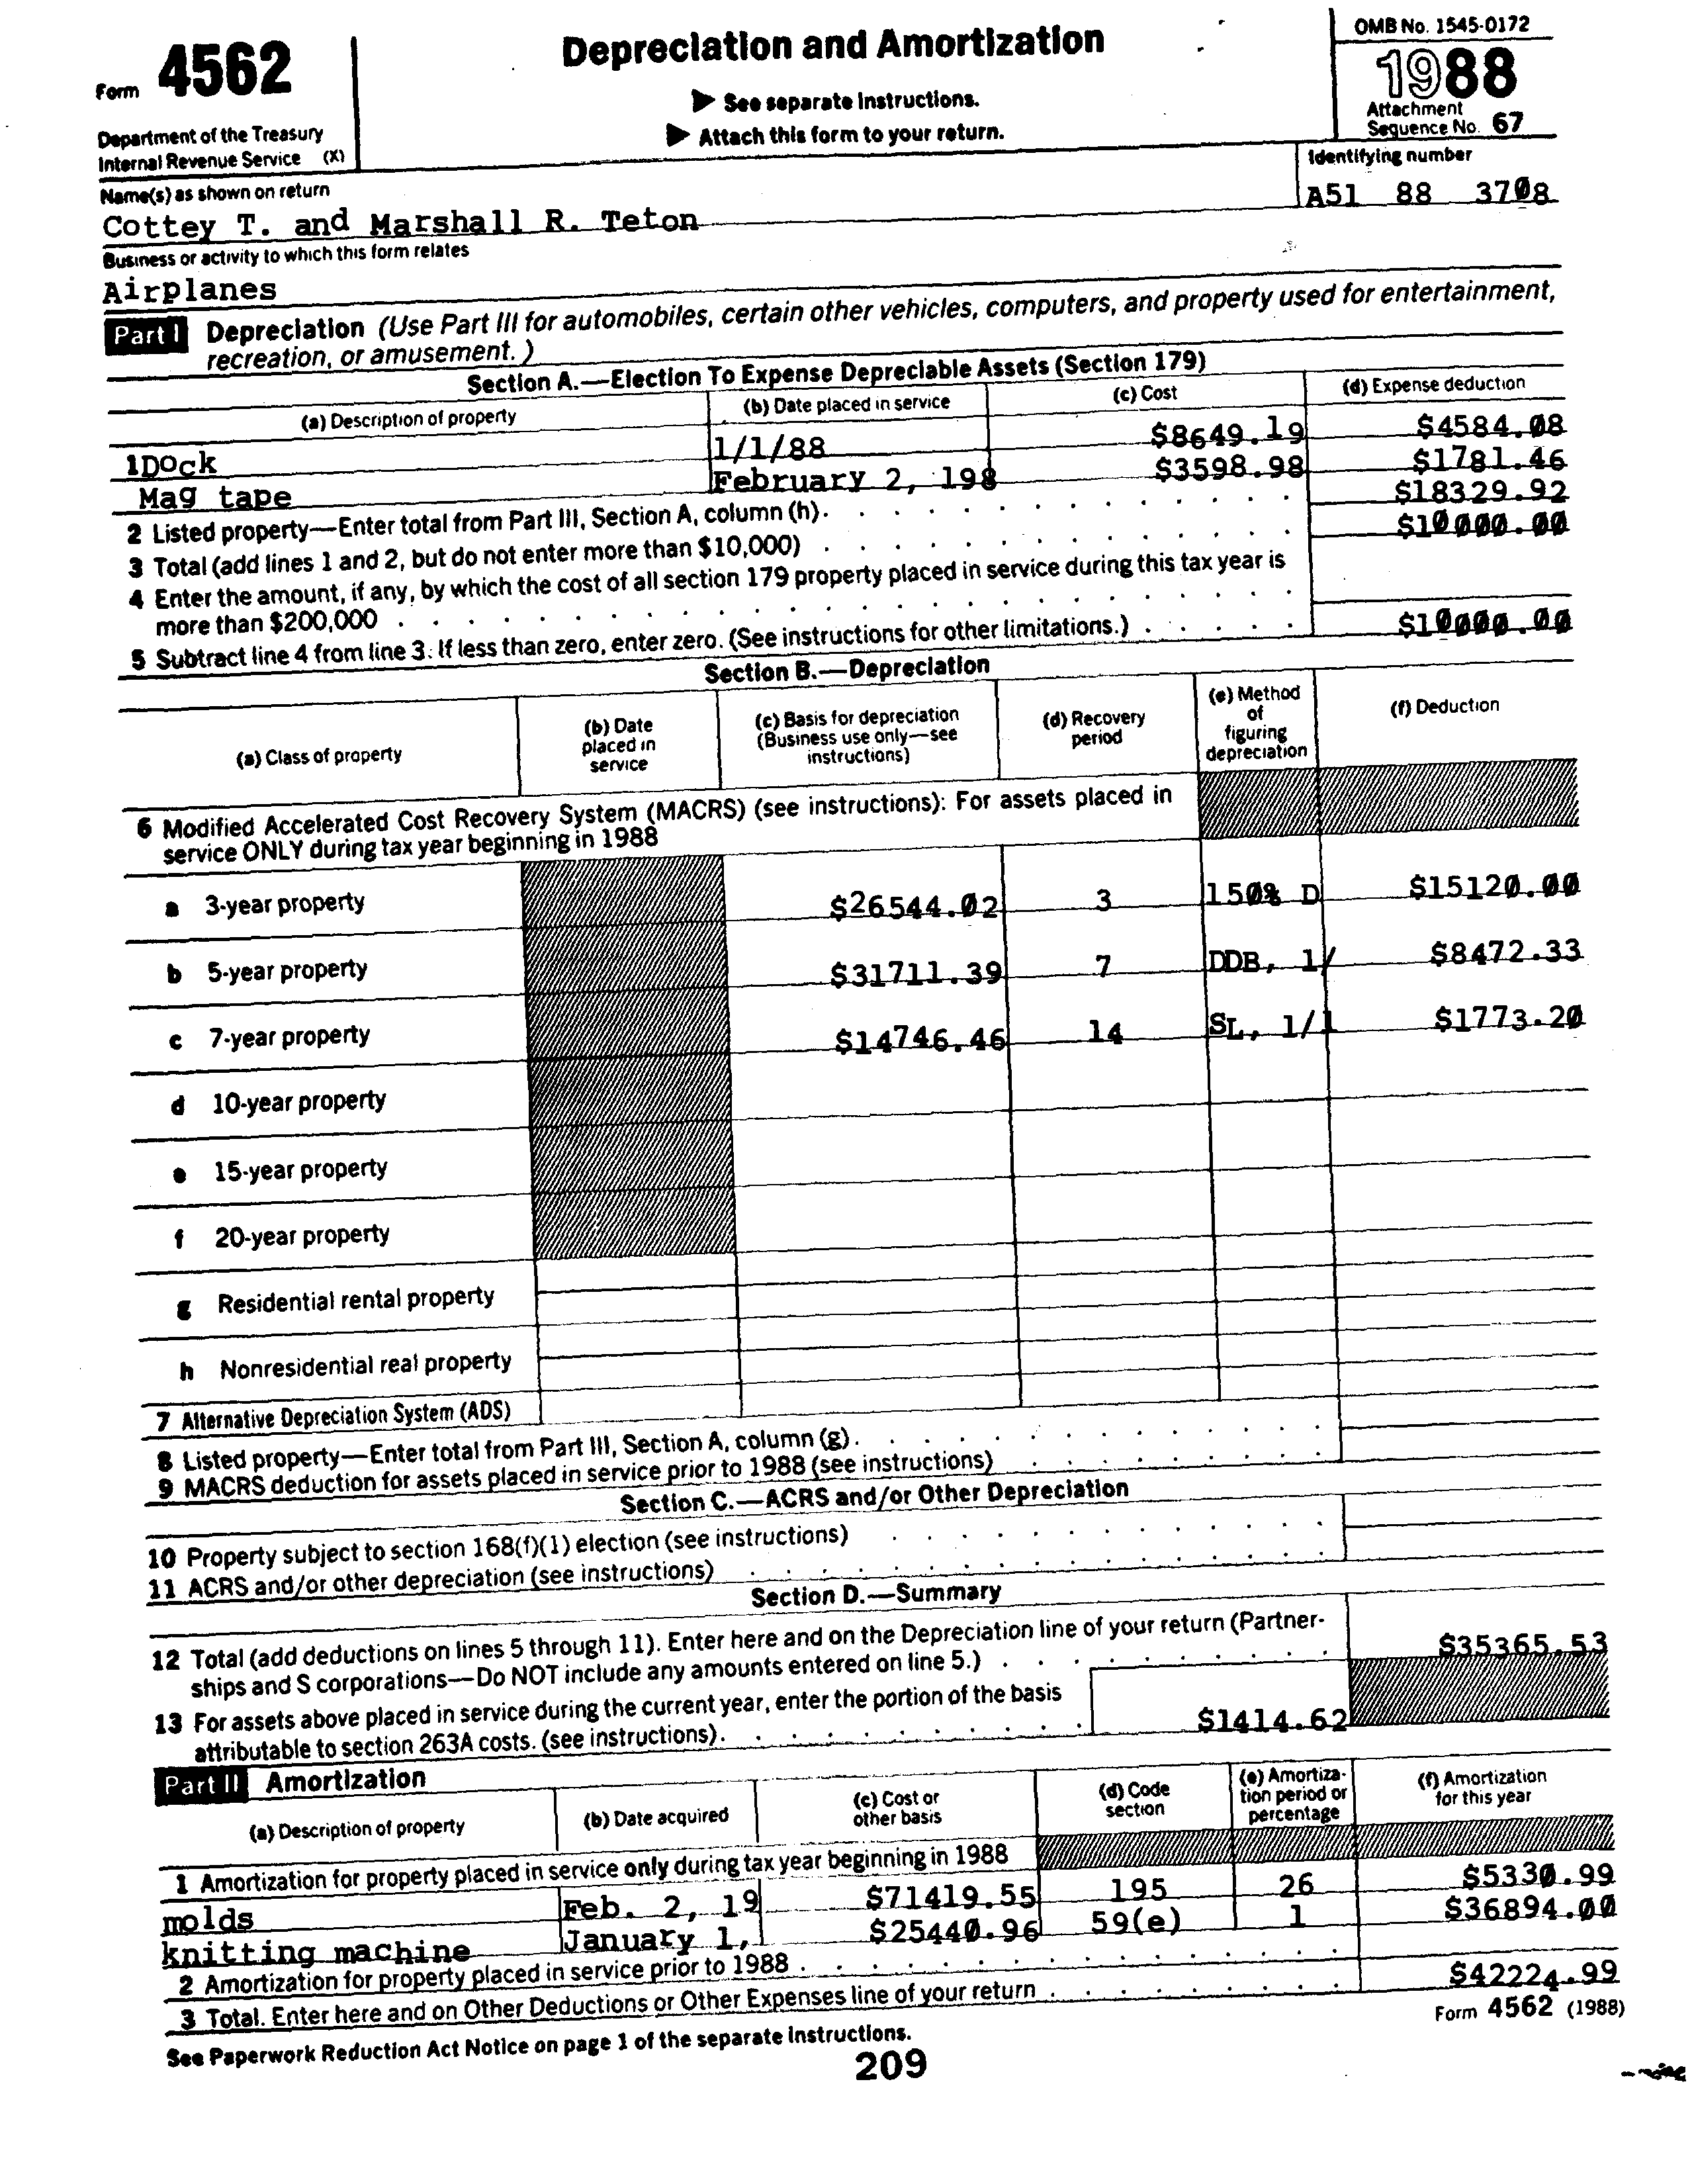 Form 4562
Department of the Treasury
Internal Revenue Service (X)
Depreciation and Amortization
▶ See separate Instructions.
▶ Attach this form to your return.
OMB No. 1545-0172
1988
Attachment
Sequence No. 67
Name(s) as shown on return
Cottey T. and Marshall R. Teton
Identifying number
A51 88 3708
Business or activity to which this form relates
Airplanes
Part I Depreciation (Use Part III for automobiles, certain other vehicles, computers, and property used for entertainment,
recreation, or amusement.)
Section A.—Election To Expense Depreciable Assets (Section 179)
(a) Description of property (b) Date placed in service (c) Cost (d) Expense deduction
1 Dock 1/1/88 $8649.19 $4584.08
Mag tape February 2, 198 $3598.98 $1781.46
2 Listed property—Enter total from Part III, Section A, column (h). $18329.92
3 Total (add lines 1 and 2, but do not enter more than $10,000) $10000.00
4 Enter the amount, if any, by which the cost of all section 179 property placed in service during this tax year is
more than $200,000
5 Subtract line 4 from line 3. If less than zero, enter zero. (See instructions for other limitations.) $10000.00
Section B.—Depreciation
(a) Class of property
(b) Date
placed in
service
(c) Basis for depreciation
(Business use only—see
instructions)
(d) Recovery
period
(e) Method
of
figuring
depreciation
(f) Deduction
6 Modified Accelerated Cost Recovery System (MACRS) (see instructions): For assets placed in
service ONLY during tax year beginning in 1988
a 3-year property $26544.02 3 150% D $15120.00
b 5-year property $31711.39 7 DDB, 1/ $8472.33
c 7-year property $14746.46 14 SL, 1/1 $1773.20
d 10-year property
e 15-year property
f 20-year property
g Residential rental property
h Nonresidential real property
7 Alternative Depreciation System (ADS)
8 Listed property—Enter total from Part III, Section A, column (g).
9 MACRS deduction for assets placed in service prior to 1988 (see instructions)
Section C.—ACRS and/or Other Depreciation
10 Property subject to section 168(f)(1) election (see instructions)
11 ACRS and/or other depreciation (see instructions)
Section D.—Summary
12 Total (add deductions on lines 5 through 11). Enter here and on the Depreciation line of your return (Partner-
ships and S corporations—Do NOT include any amounts entered on line 5.) $35365.53
13 For assets above placed in service during the current year, enter the portion of the basis
attributable to section 263A costs. (see instructions). $1414.62
Part II Amortization
(a) Description of property
(b) Date acquired
(c) Cost or
other basis
(d) Code
section
(e) Amortiza-
tion period or
percentage
(f) Amortization
for this year
1 Amortization for property placed in service only during tax year beginning in 1988
molds Feb. 2, 19 $71419.55 195 26 $5330.99
knitting machine January 1, $25440.96 59(e) 1 $36894.00
2 Amortization for property placed in service prior to 1988
3 Total. Enter here and on Other Deductions or Other Expenses line of your return $42224.99
See Paperwork Reduction Act Notice on page 1 of the separate Instructions.
Form 4562 (1988)
209